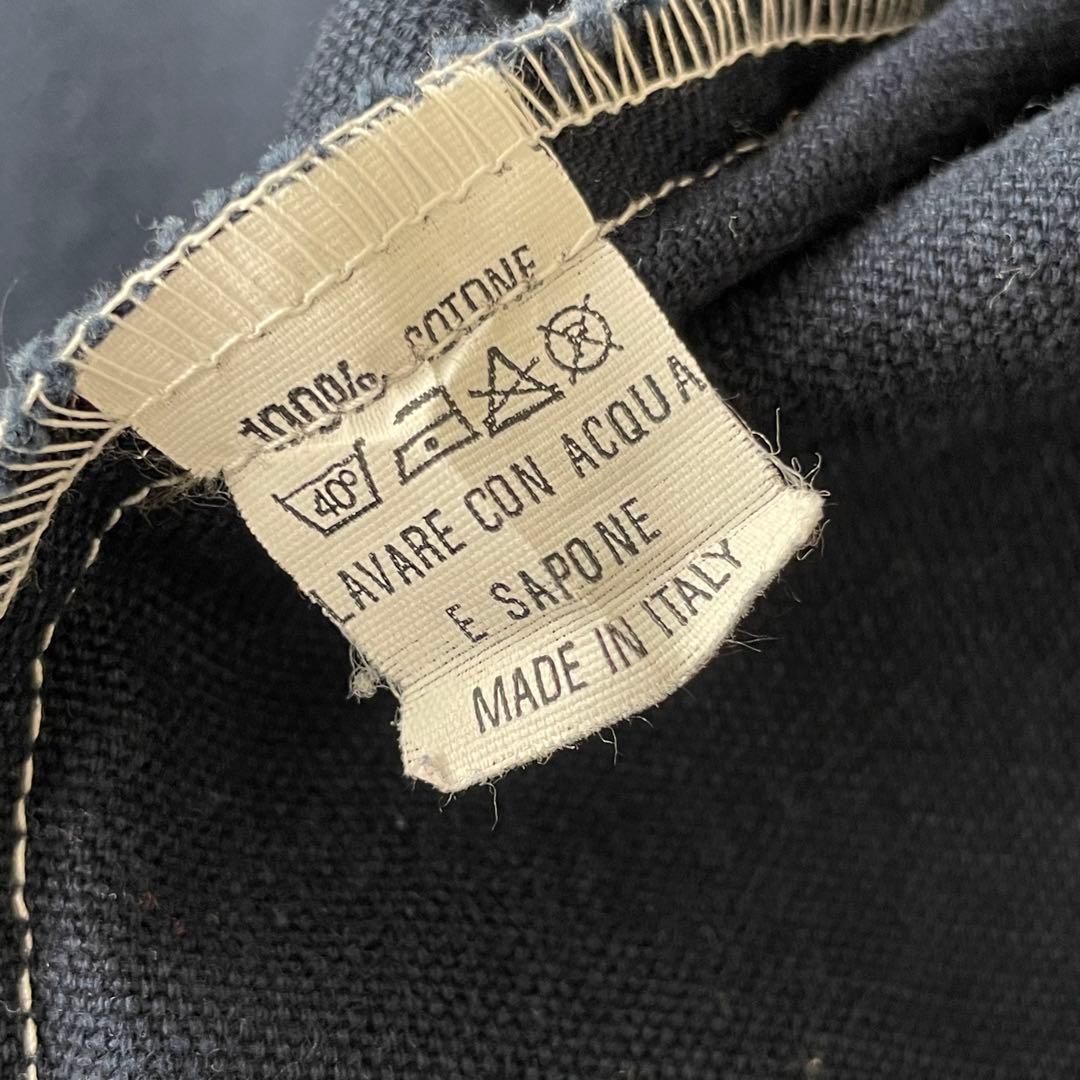 100% COTONE
40°
LAVARE CON ACQUA
E SAPONE
MADE IN ITALY